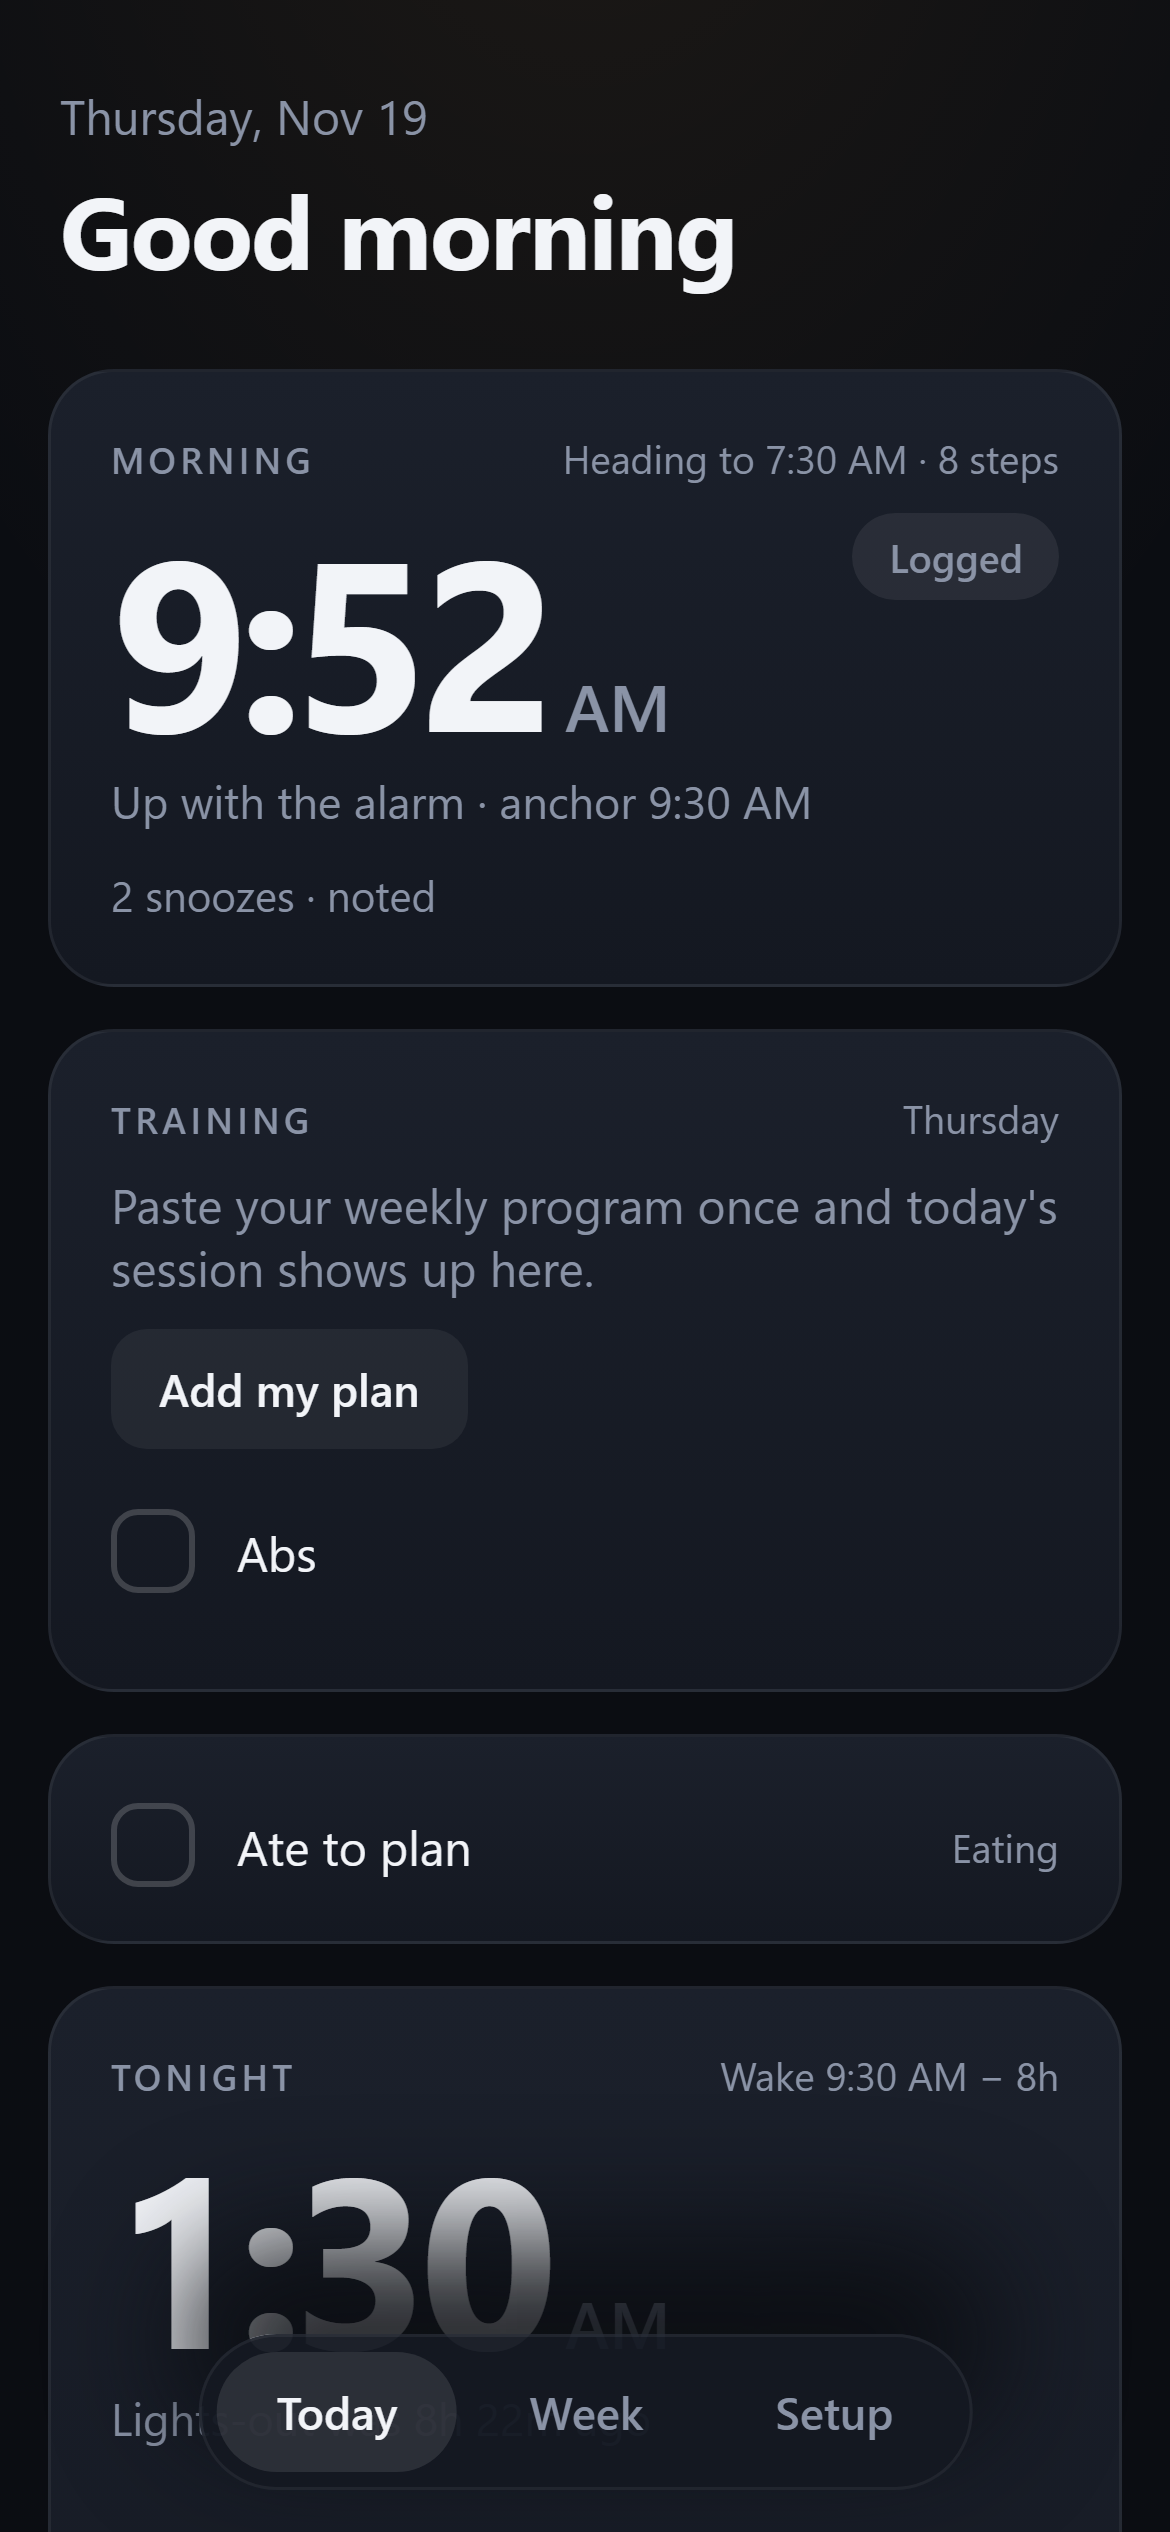 Thursday, Nov 19
Good morning
MORNING
Heading to 7:30 AM · 8 steps
Logged
9:52 AM
Up with the alarm · anchor 9:30 AM
2 snoozes · noted
TRAINING
Thursday
Paste your weekly program once and today's
session shows up here.
Add my plan
Abs
Ate to plan
Eating
TONIGHT
Wake 9:30 AM − 8h
1:30 AM
Today
Week
Setup